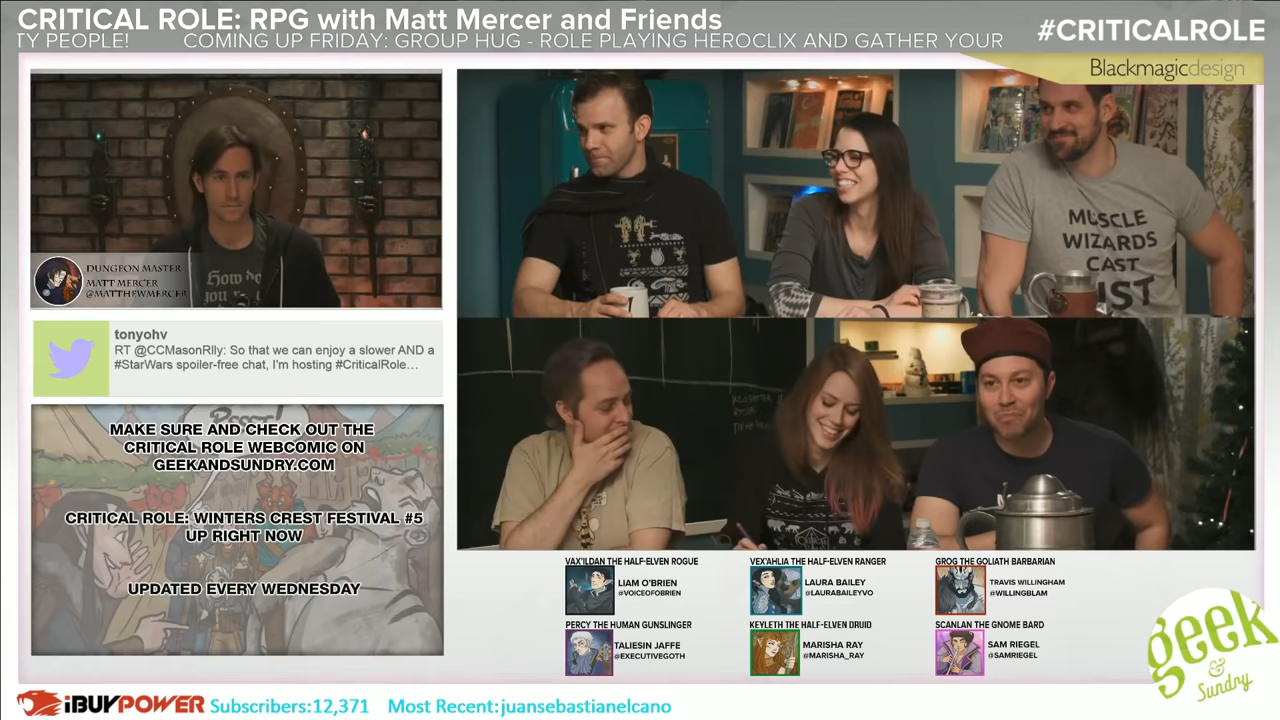 CRITICAL ROLE: RPG with Matt Mercer and Friends
TY PEOPLE! COMING UP FRIDAY: GROUP HUG - ROLE PLAYING HEROCLIX AND GATHER YOUR
#CRITICALROLE
Blackmagicdesign
DUNGEON MASTER
MATT MERCER
@MATTHEWMERCER
How do
you
MUSCLE
WIZARDS
CAST
tonyohv
RT @CCMasonRlly: So that we can enjoy a slower AND a
#StarWars spoiler-free chat, I'm hosting #CriticalRole…
MAKE SURE AND CHECK OUT THE
CRITICAL ROLE WEBCOMIC ON
GEEKANDSUNDRY.COM
CRITICAL ROLE: WINTERS CREST FESTIVAL #5
UP RIGHT NOW
UPDATED EVERY WEDNESDAY
VAX'ILDAN THE HALF-ELVEN ROGUE
LIAM O'BRIEN
@VOICEOFOBRIEN
VEX'AHLIA THE HALF-ELVEN RANGER
LAURA BAILEY
@LAURABAILEYVO
GROG THE GOLIATH BARBARIAN
TRAVIS WILLINGHAM
@WILLINGBLAM
PERCY THE HUMAN GUNSLINGER
TALIESIN JAFFE
@EXECUTIVEGOTH
KEYLETH THE HALF-ELVEN DRUID
MARISHA RAY
@MARISHA_RAY
SCANLAN THE GNOME BARD
SAM RIEGEL
@SAMRIEGEL
geek
&
Sundry
iBUYPOWER Subscribers:12,371 Most Recent:juansebastianelcano